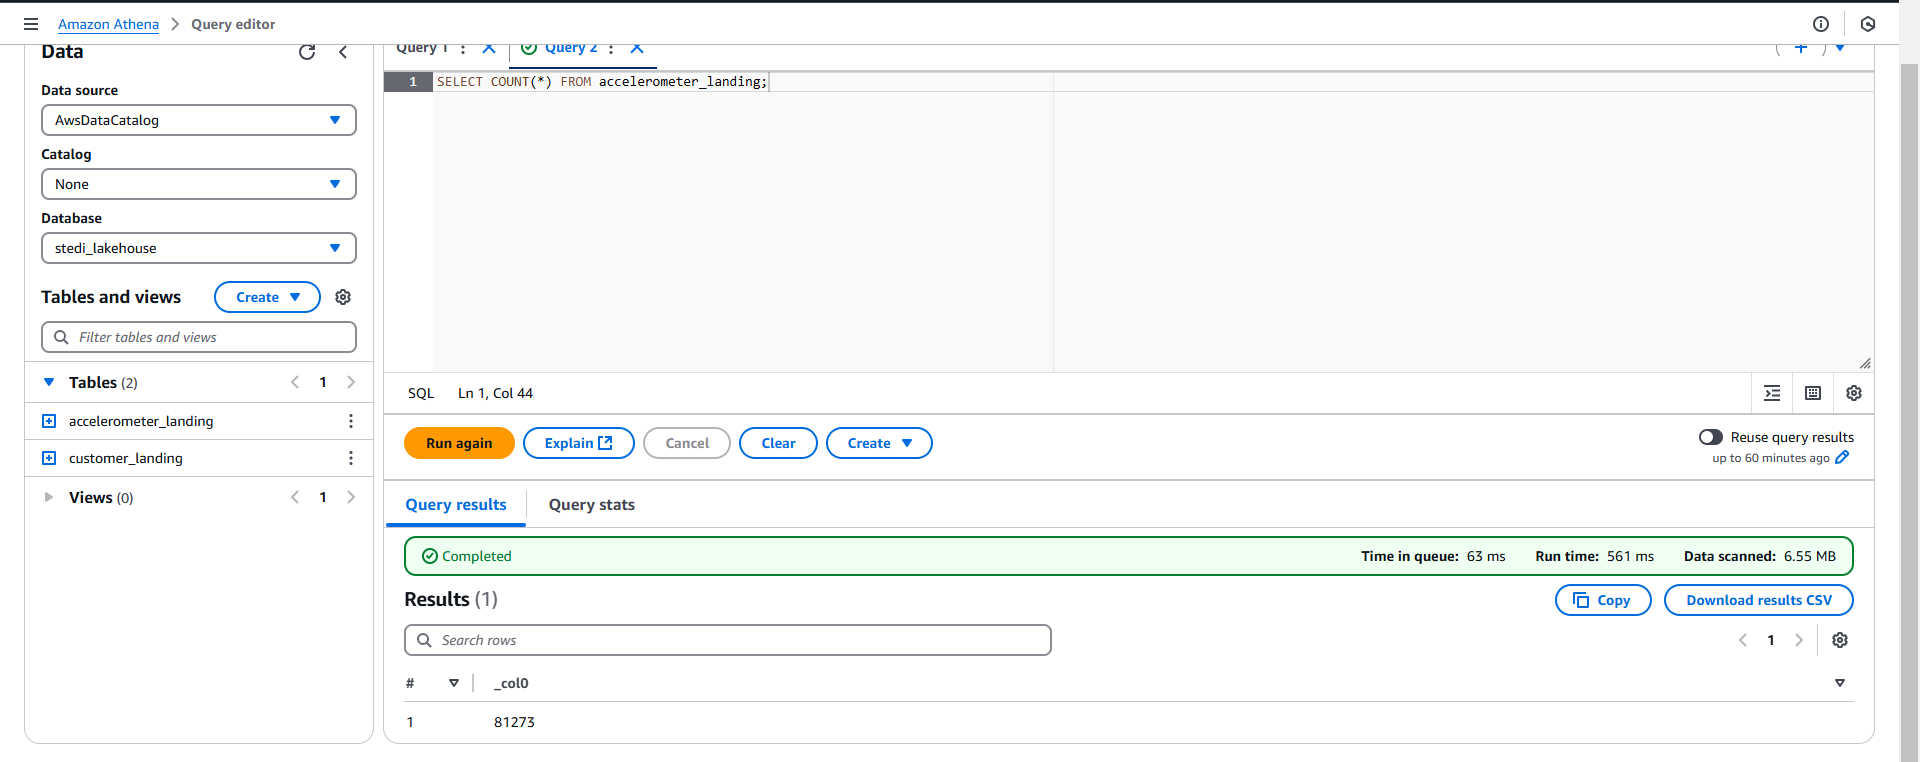 Amazon Athena > Query editor
Data
Data source
AwsDataCatalog
Catalog
None
Database
stedi_lakehouse
Tables and views
Create
Filter tables and views
Tables (2)
1
accelerometer_landing
customer_landing
Views (0)
1
Query 1
Query 2
1 SELECT COUNT(*) FROM accelerometer_landing;
SQL Ln 1, Col 44
Run again Explain Cancel Clear Create
Reuse query results
up to 60 minutes ago
Query results Query stats
Completed Time in queue: 63 ms Run time: 561 ms Data scanned: 6.55 MB
Results (1) Copy Download results CSV
Search rows 1
# _col0
1 81273